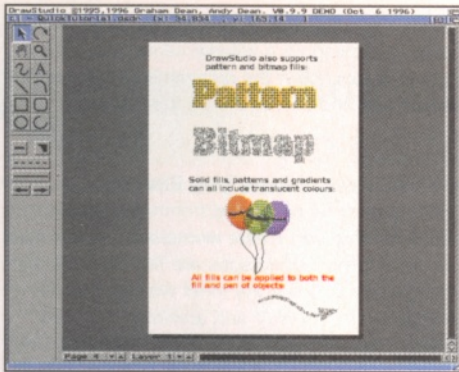 DrawStudio ©1995,1996 Graham Dean, Andy Dean. V0.9.9 DEMO (Oct 6 1996)
DrawStudio also supports
pattern and bitmap fills:
Pattern
Bitmap
Solid fills, patterns and gradients
can all include translucent colours:
All fills can be applied to both the
fill and pen of objects
Page 4
Layer 1